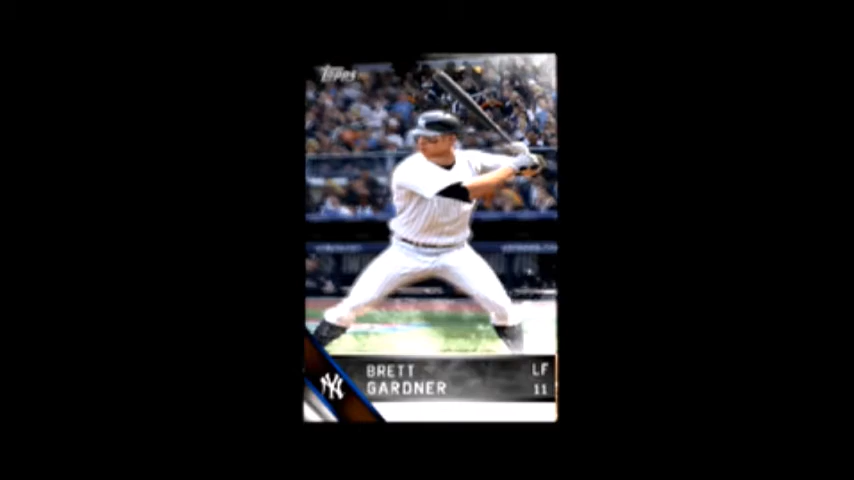 Topps
BRETT
GARDNER
LF
11
NY